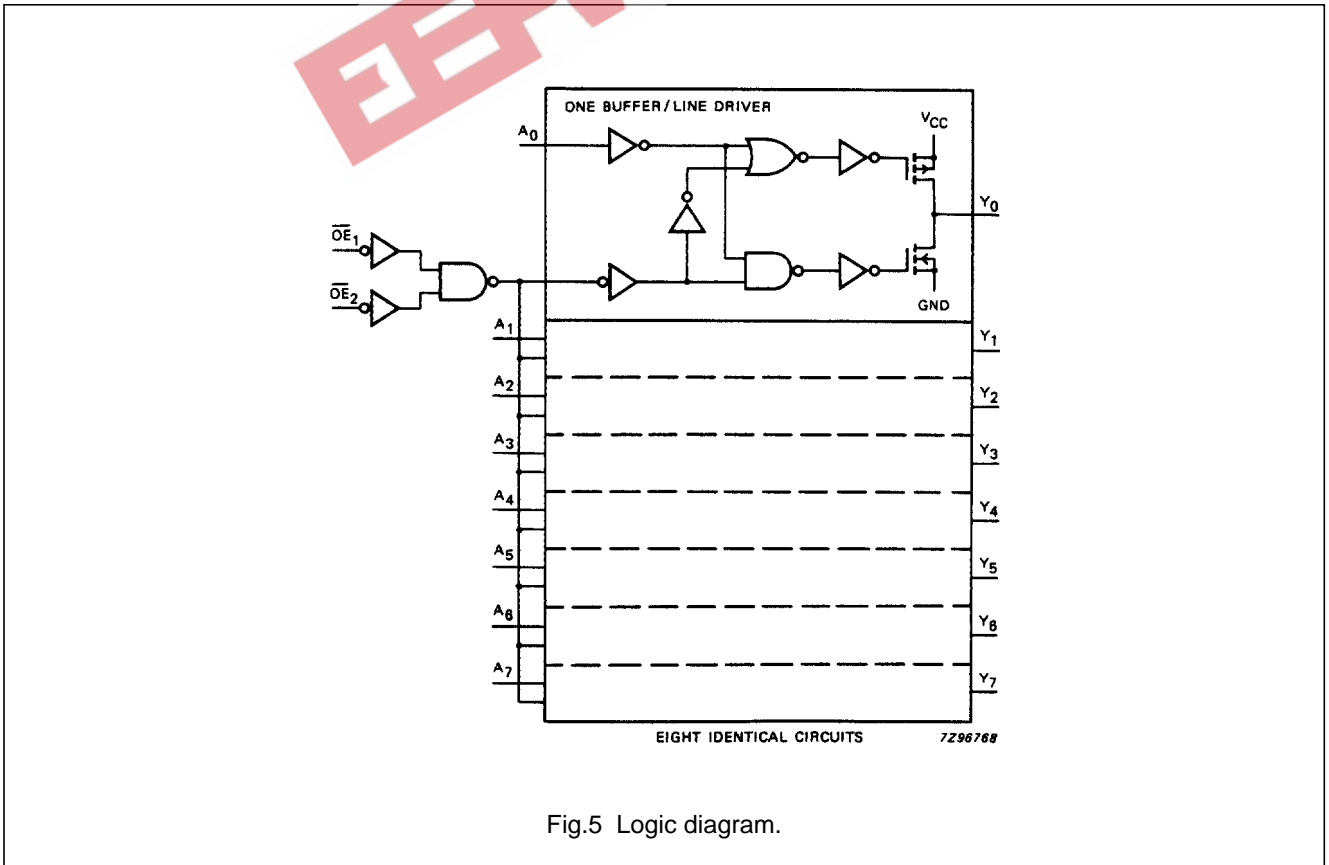 ONE BUFFER/LINE DRIVER
VCC
A0
Y0
OE1
OE2
GND
A1
Y1
A2
Y2
A3
Y3
A4
Y4
A5
Y5
A6
Y6
A7
Y7
EIGHT IDENTICAL CIRCUITS
7Z96768
Fig.5 Logic diagram.